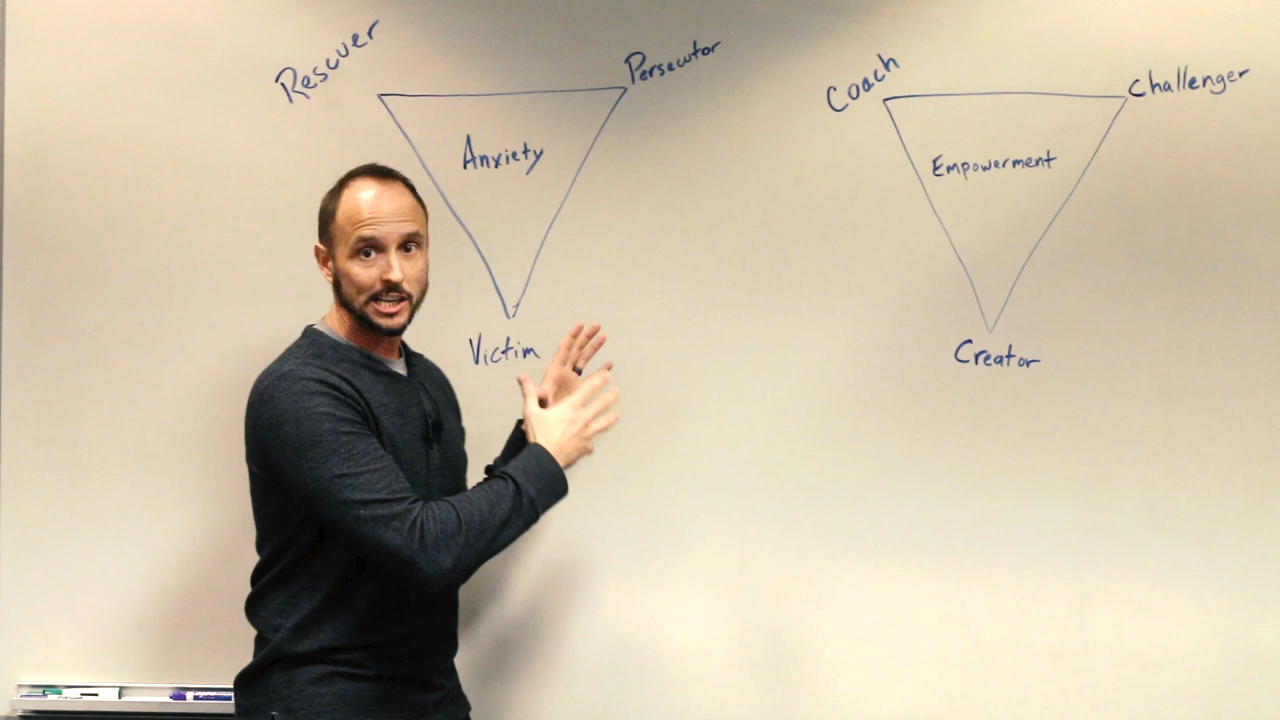 Rescuer
Persecutor
Anxiety
Victim
Coach
Challenger
Empowerment
Creator